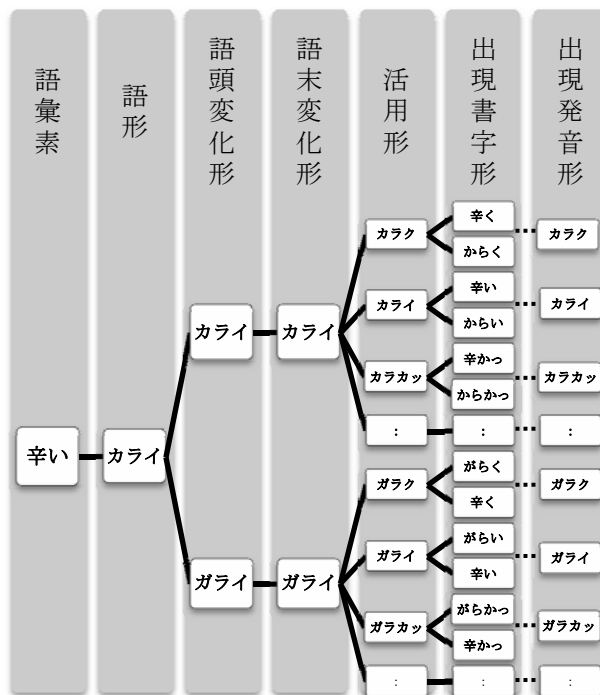 語彙素
語形
語頭変化形
語末変化形
活用形
出現書字形
出現発音形
辛い
カライ
カライ
カライ
カラク
辛く
からく
カラク
カライ
辛い
からい
カライ
カラカッ
辛かっ
からかっ
カラカッ
:
:
:
ガライ
ガライ
ガラク
がらく
辛く
ガラク
ガライ
がらい
辛い
ガライ
ガラカッ
がらかっ
辛かっ
ガラカッ
:
:
: